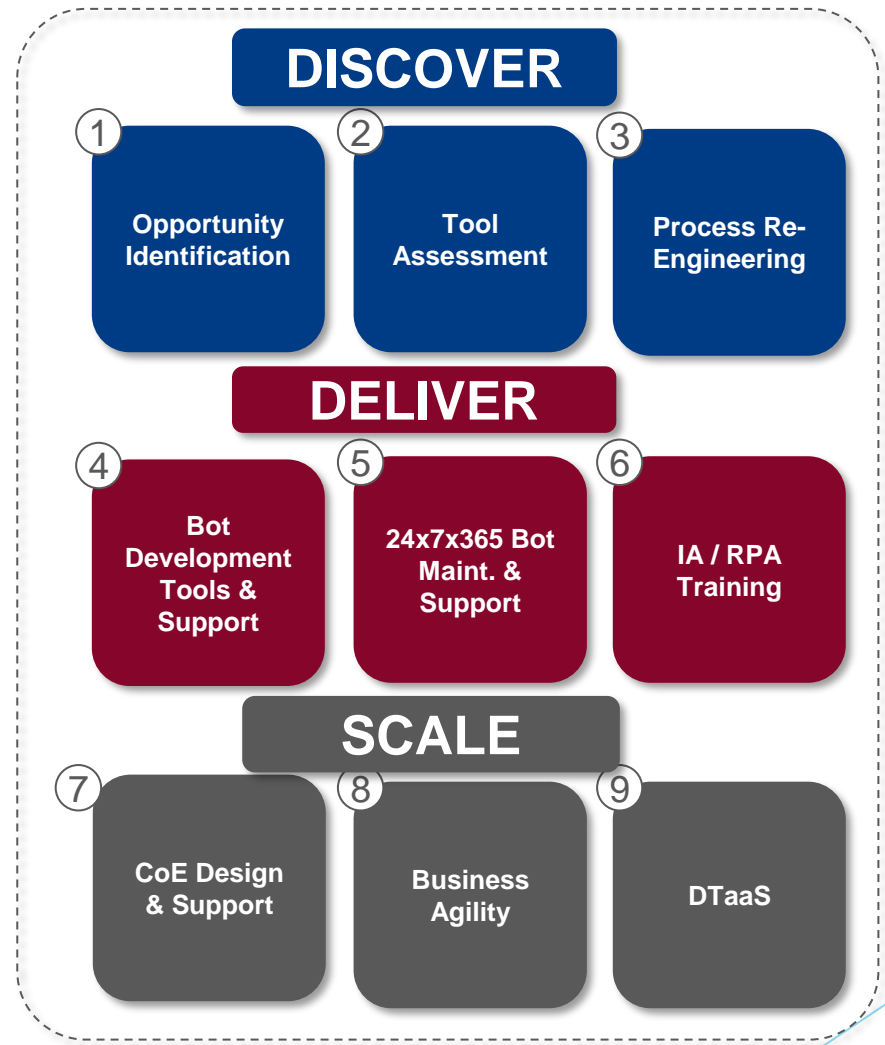 DISCOVER
1
2
3
Opportunity
Identification
Tool
Assessment
Process Re-
Engineering
DELIVER
4
5
6
Bot
Development
Tools &
Support
24x7x365 Bot
Maint. &
Support
IA / RPA
Training
SCALE
7
8
9
CoE Design
& Support
Business
Agility
DTaaS